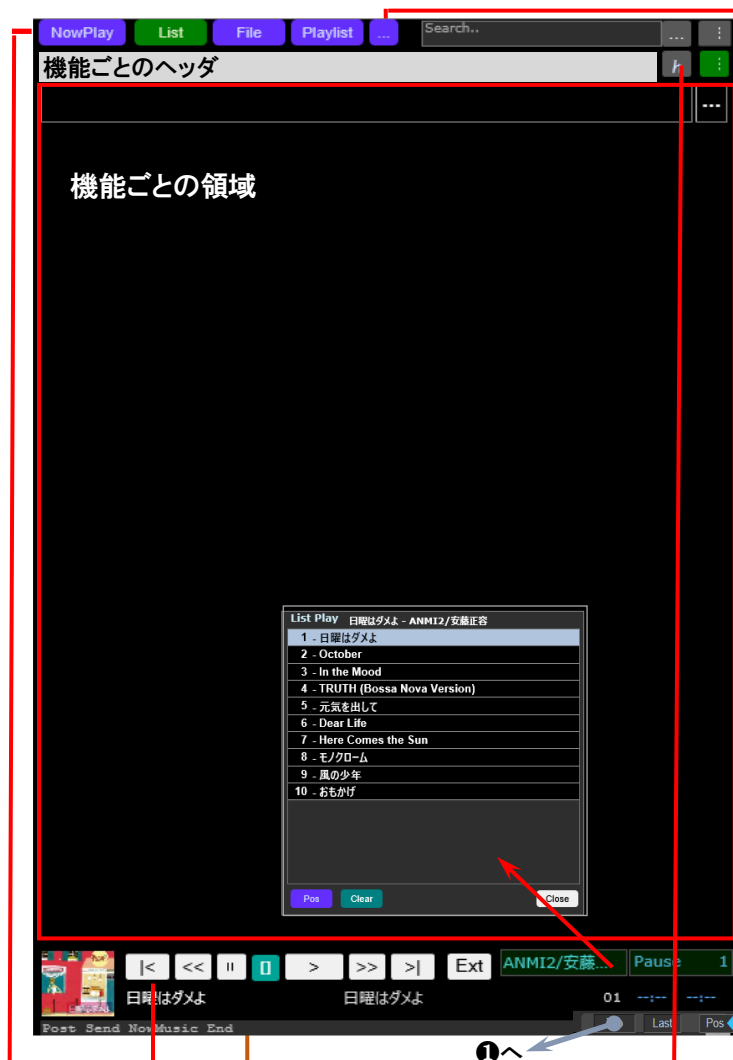 NowPlay List File Playlist ... Search.. ... ⋮
機能ごとのヘッダ h ⋮
---
機能ごとの領域
List Play 日曜はダメよ - ANMI2/安藤正容
1 - 日曜はダメよ
2 - October
3 - In the Mood
4 - TRUTH (Bossa Nova Version)
5 - 元気を出して
6 - Dear Life
7 - Here Comes the Sun
8 - モノクローム
9 - 風の少年
10 - おもかげ
Pos Clear Close
|< << II [] > >> >| Ext ANMI2/安藤... Pause 1
日曜はダメよ 日曜はダメよ 01 --:-- --:--
Post Send NowMusic End Last Pos
❶へ